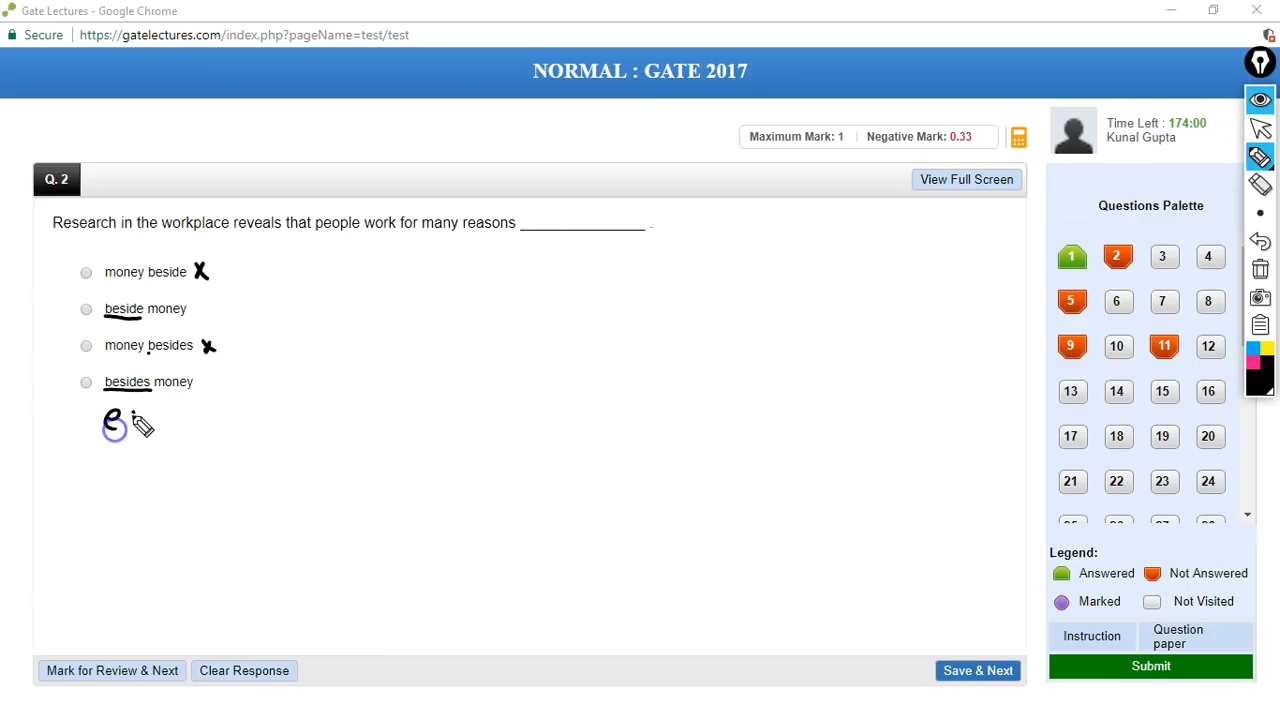 Gate Lectures - Google Chrome
Secure | https://gatelectures.com/index.php?pageName=test/test
NORMAL : GATE 2017
Maximum Mark: 1 | Negative Mark: 0.33
Time Left : 174:00
Kunal Gupta
Q. 2
View Full Screen
Research in the workplace reveals that people work for many reasons _______________ .
money beside X
beside money
money besides x
besides money
Questions Palette
1 2 3 4
5 6 7 8
9 10 11 12
13 14 15 16
17 18 19 20
21 22 23 24
Legend:
Answered Not Answered
Marked Not Visited
Instruction Question paper
Submit
Mark for Review & Next Clear Response Save & Next